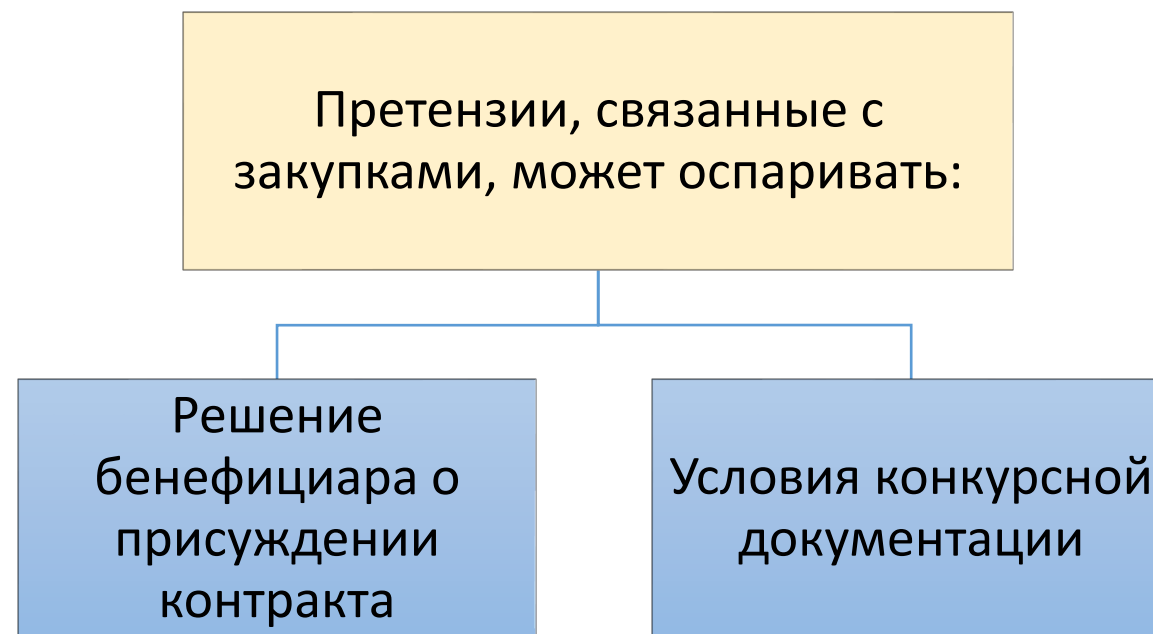 Претензии, связанные с
закупками, может оспаривать:
Решение
бенефициара о
присуждении
контракта
Условия конкурсной
документации